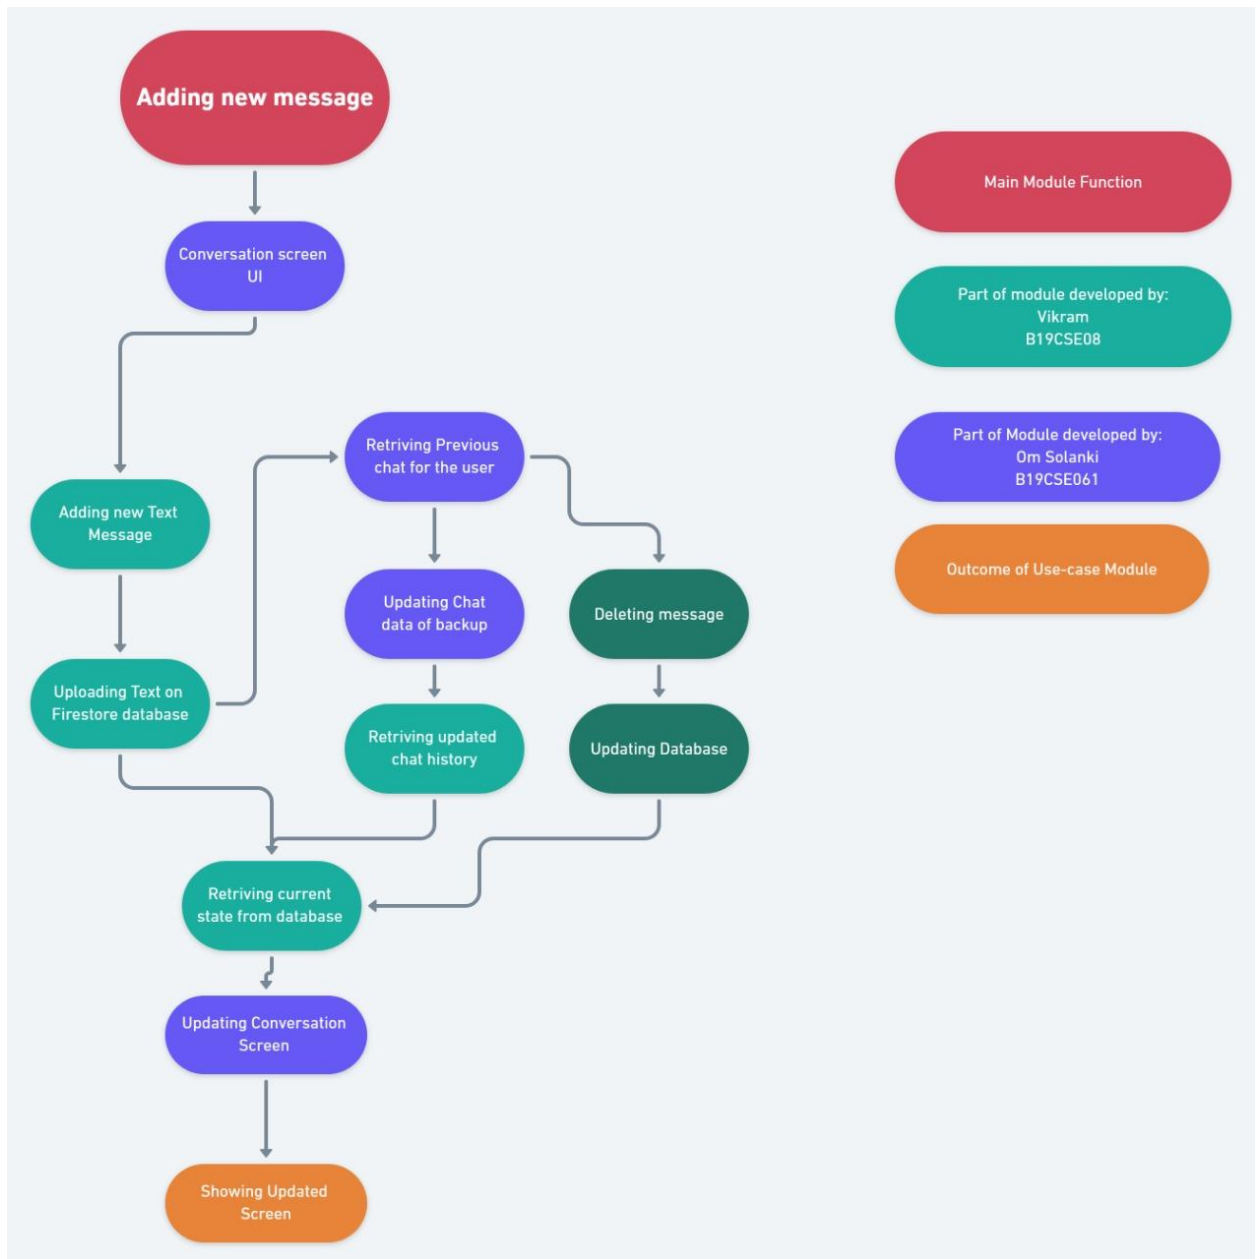 Adding new message
Conversation screen
UI
Adding new Text
Message
Uploading Text on
Firestore database
Retriving Previous
chat for the user
Updating Chat
data of backup
Deleting message
Retriving updated
chat history
Updating Database
Retriving current
state from database
Updating Conversation
Screen
Showing Updated
Screen
Main Module Function
Part of module developed by:
Vikram
B19CSE08
Part of Module developed by:
Om Solanki
B19CSE061
Outcome of Use-case Module